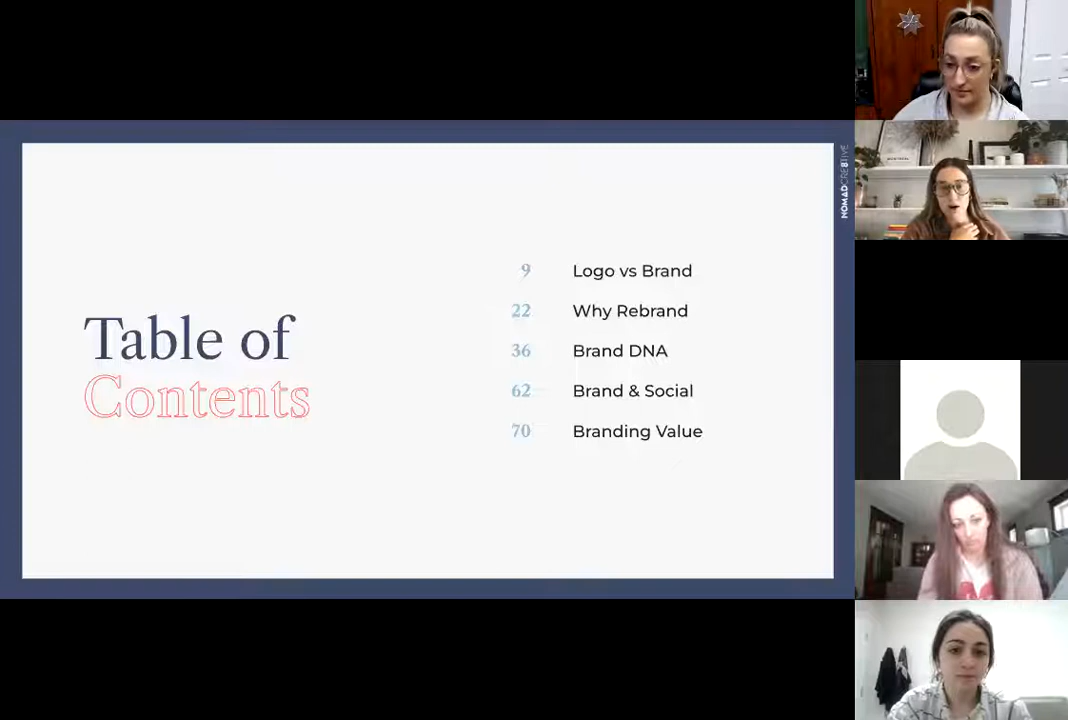 Table of
Contents
9 Logo vs Brand
22 Why Rebrand
36 Brand DNA
62 Brand & Social
70 Branding Value
NOMADCRE8TIVE